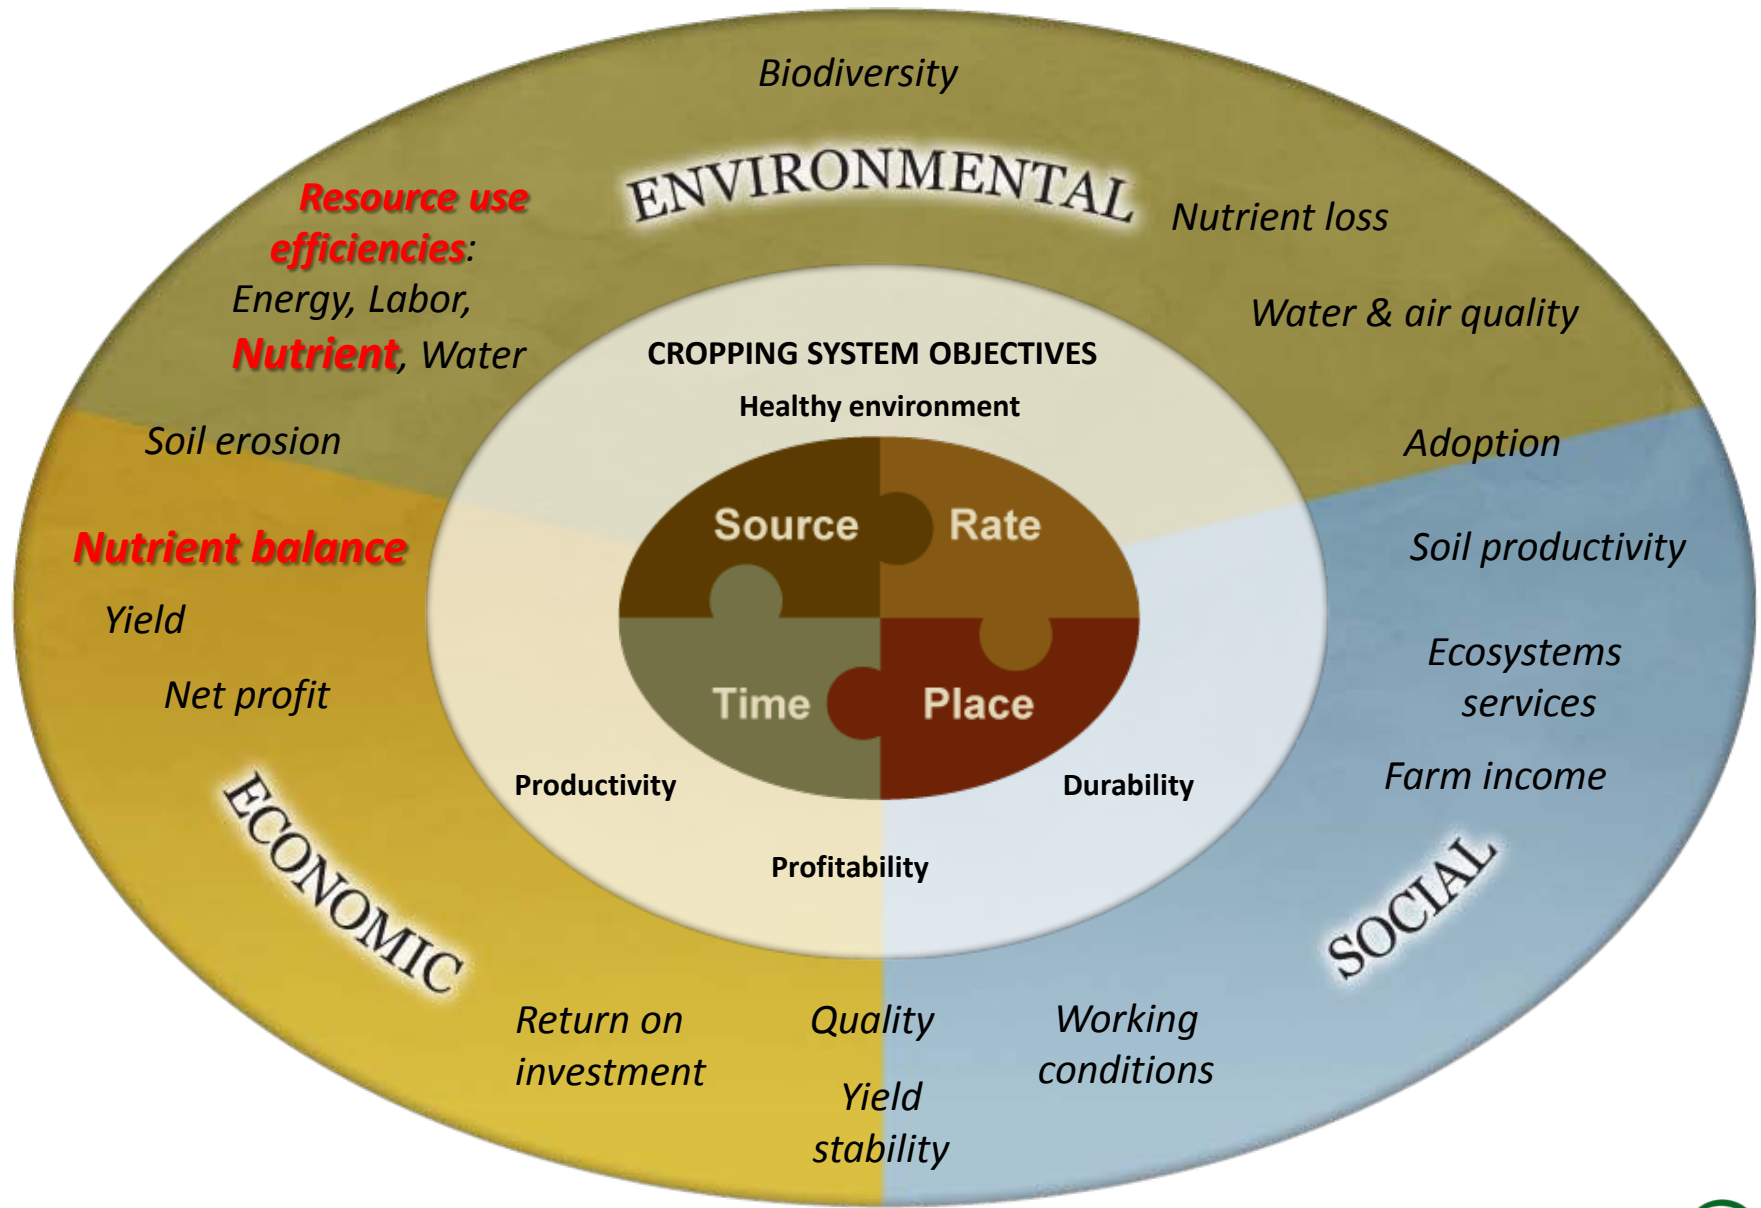 Biodiversity
ENVIRONMENTAL
Resource use
efficiencies:
Energy, Labor,
Nutrient, Water
Nutrient loss
Water & air quality
CROPPING SYSTEM OBJECTIVES
Healthy environment
Soil erosion
Adoption
Source
Rate
Nutrient balance
Soil productivity
Yield
Ecosystems
services
Net profit
Time
Place
Productivity
Durability
Farm income
Profitability
ECONOMIC
SOCIAL
Return on
investment
Quality
Working
conditions
Yield
stability